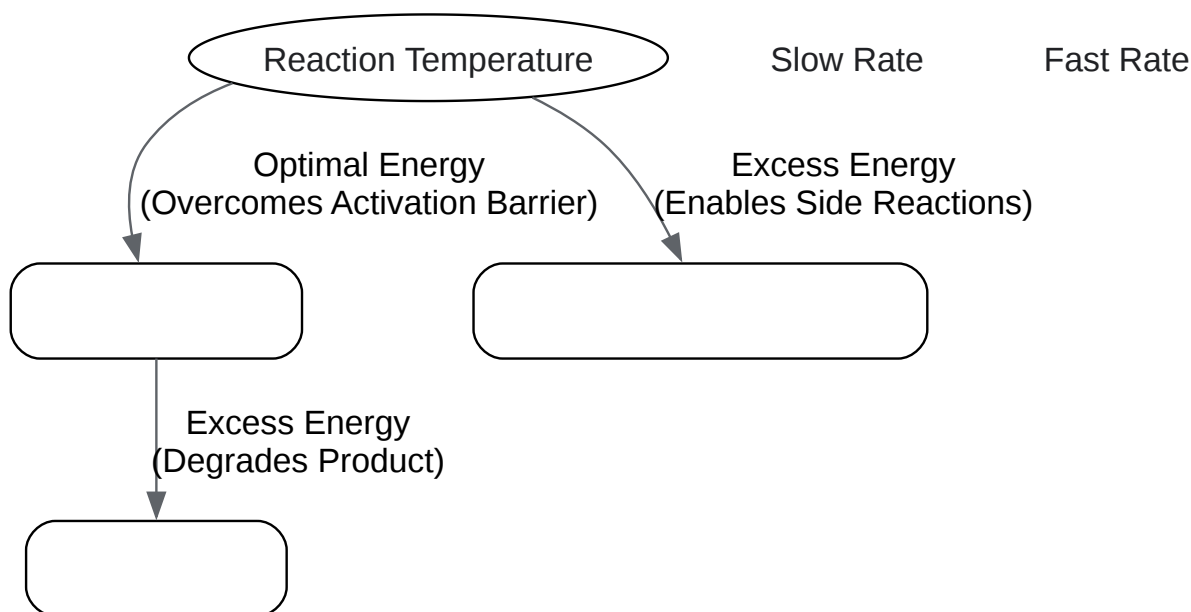 Reaction Temperature
Slow Rate
Fast Rate
Optimal Energy
(Overcomes Activation Barrier)
Excess Energy
(Enables Side Reactions)
Excess Energy
(Degrades Product)